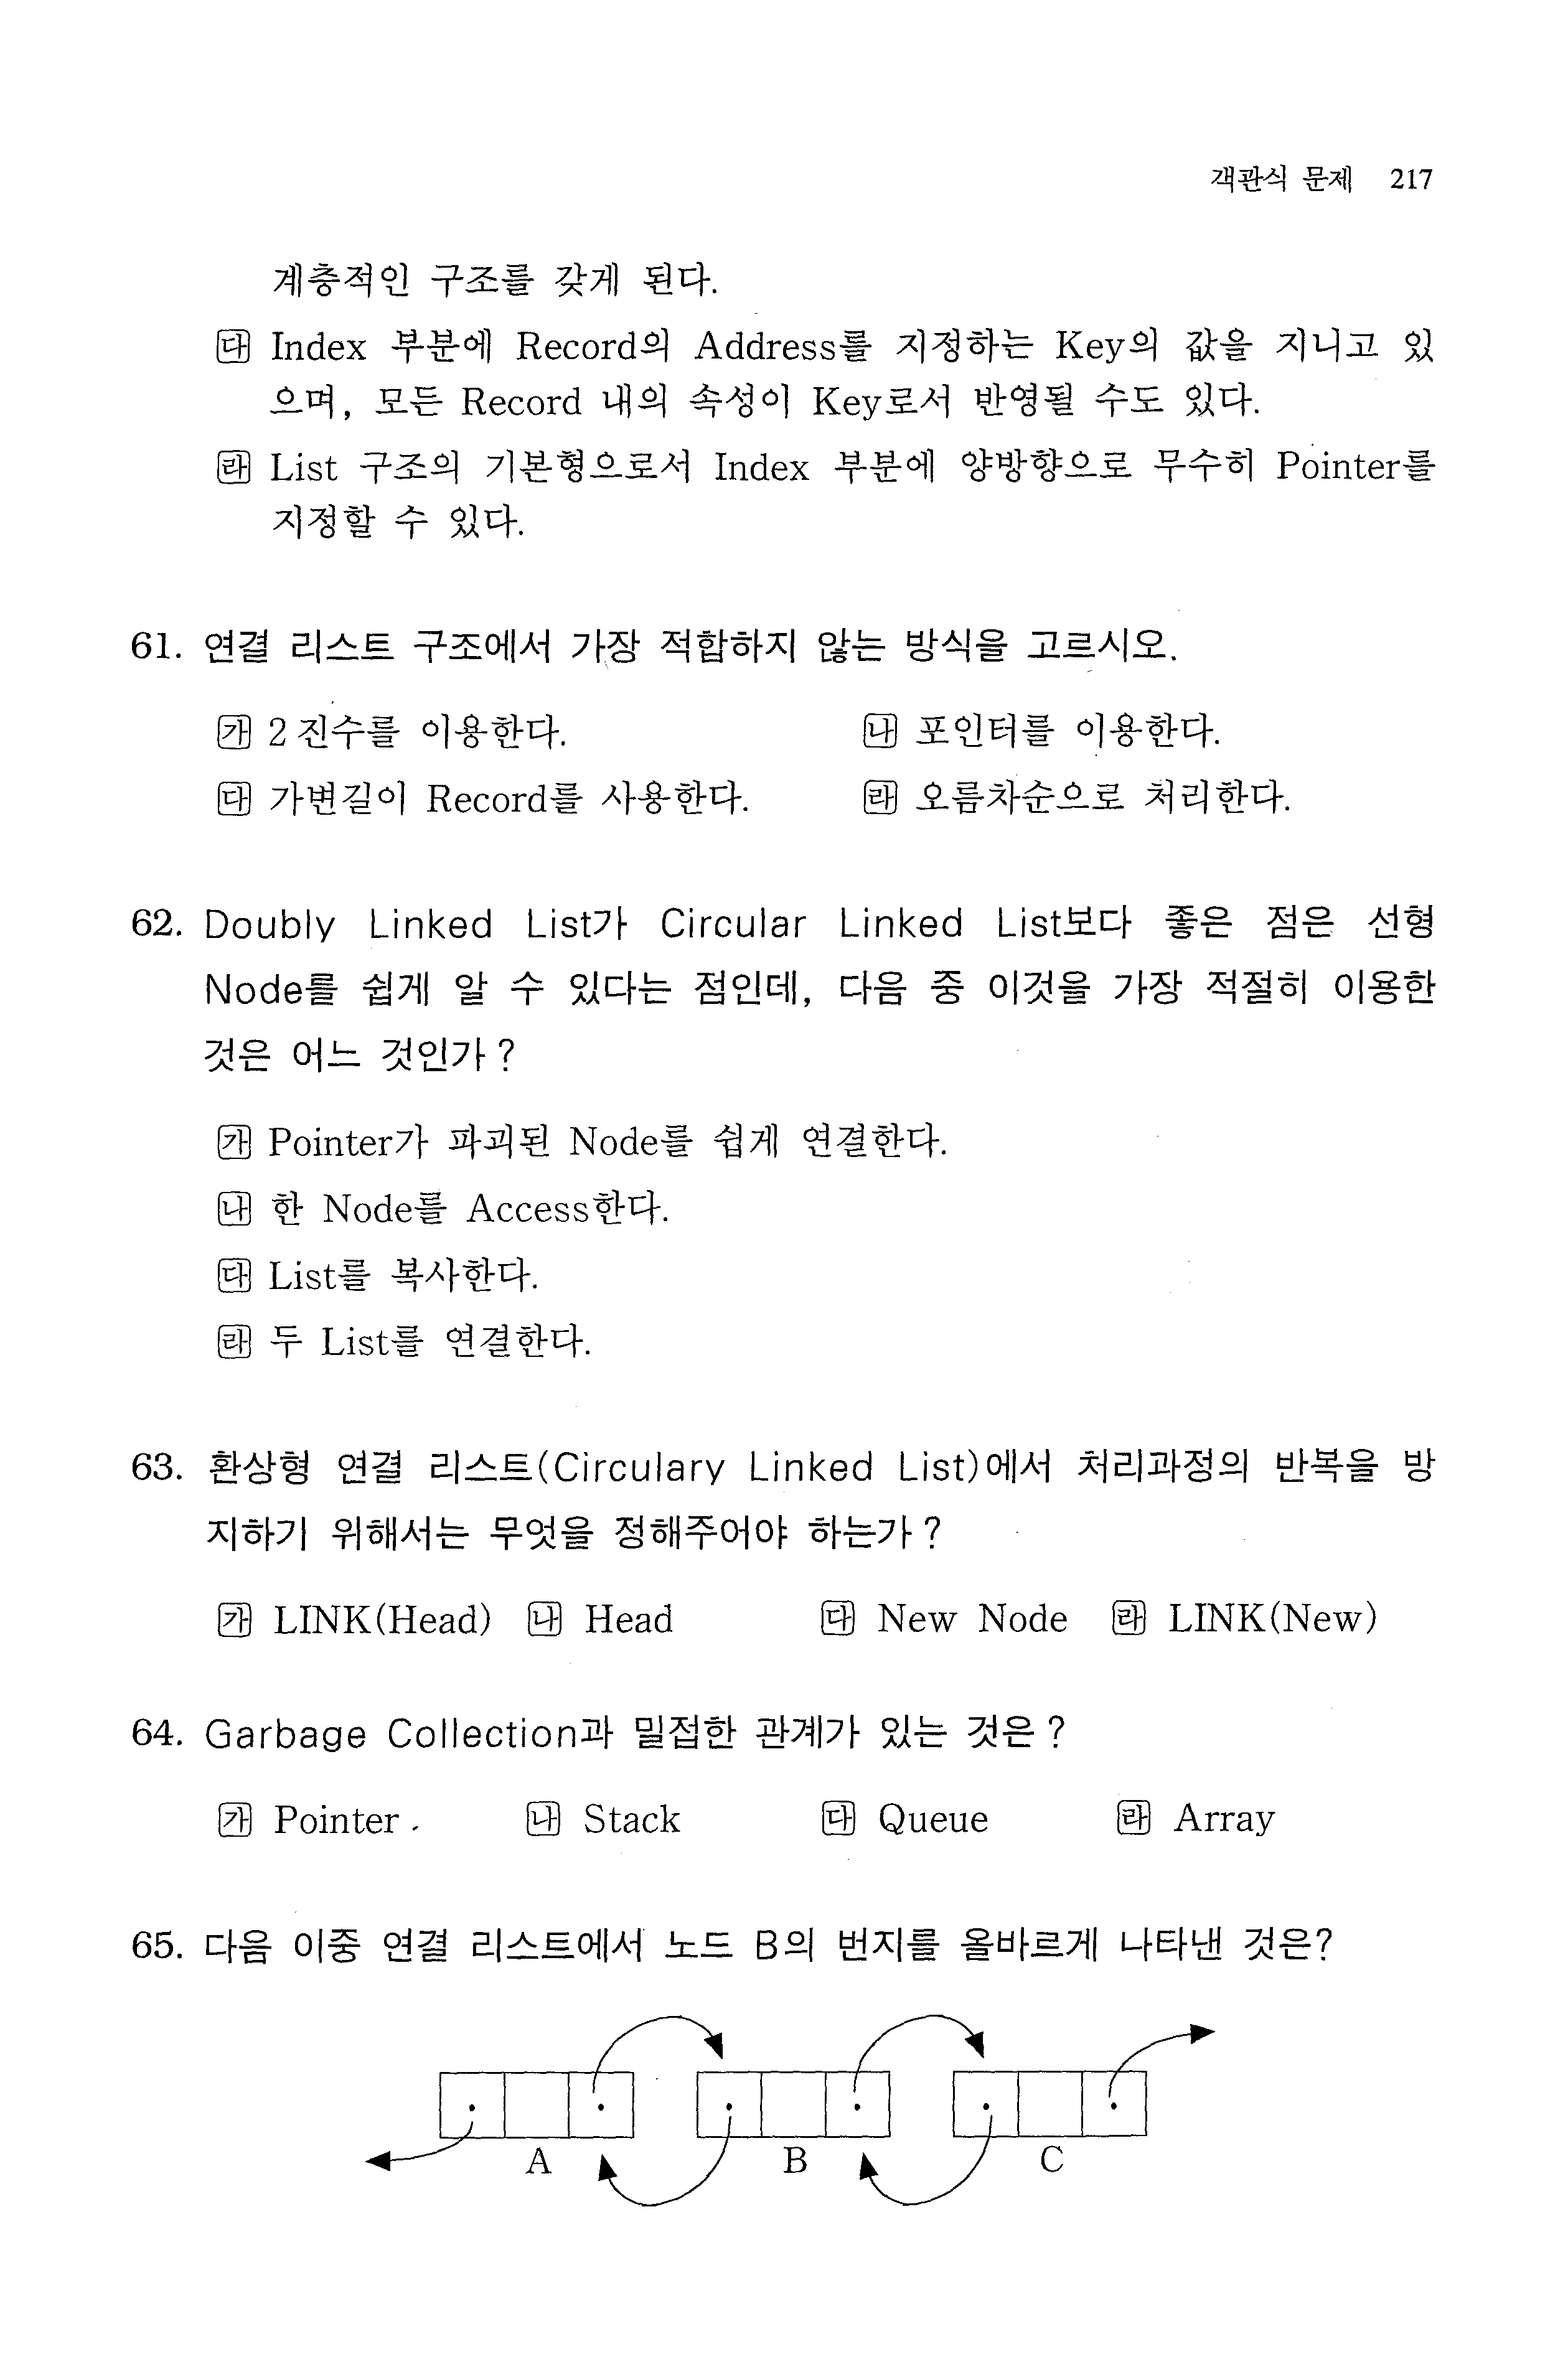 객관식 문제 217
계층적인 구조를 갖게 된다.
㉰ Index 부분에 Record의 Address를 지정하는 Key의 값을 지니고 있
으며, 모든 Record 내의 속성이 Key로서 반영될 수도 있다.
㉱ List 구조의 기본형으로서 Index 부분에 양방향으로 무수히 Pointer를
지정할 수 있다.
61. 연결 리스트 구조에서 가장 적합하지 않는 방식을 고르시오.
㉮ 2진수를 이용한다. ㉯ 포인터를 이용한다.
㉰ 가변길이 Record를 사용한다. ㉱ 오름차순으로 처리한다.
62. Doubly Linked List가 Circular Linked List보다 좋은 점은 선형
Node를 쉽게 알 수 있다는 점인데, 다음 중 이것을 가장 적절히 이용한
것은 어느 것인가?
㉮ Pointer가 파괴된 Node를 쉽게 연결한다.
㉯ 한 Node를 Access한다.
㉰ List를 복사한다.
㉱ 두 List를 연결한다.
63. 환상형 연결 리스트(Circulary Linked List)에서 처리과정의 반복을 방
지하기 위해서는 무엇을 정해주어야 하는가?
㉮ LINK(Head) ㉯ Head ㉰ New Node ㉱ LINK(New)
64. Garbage Collection과 밀접한 관계가 있는 것은?
㉮ Pointer ㉯ Stack ㉰ Queue ㉱ Array
65. 다음 이중 연결 리스트에서 노드 B의 번지를 올바르게 나타낸 것은?
A B C